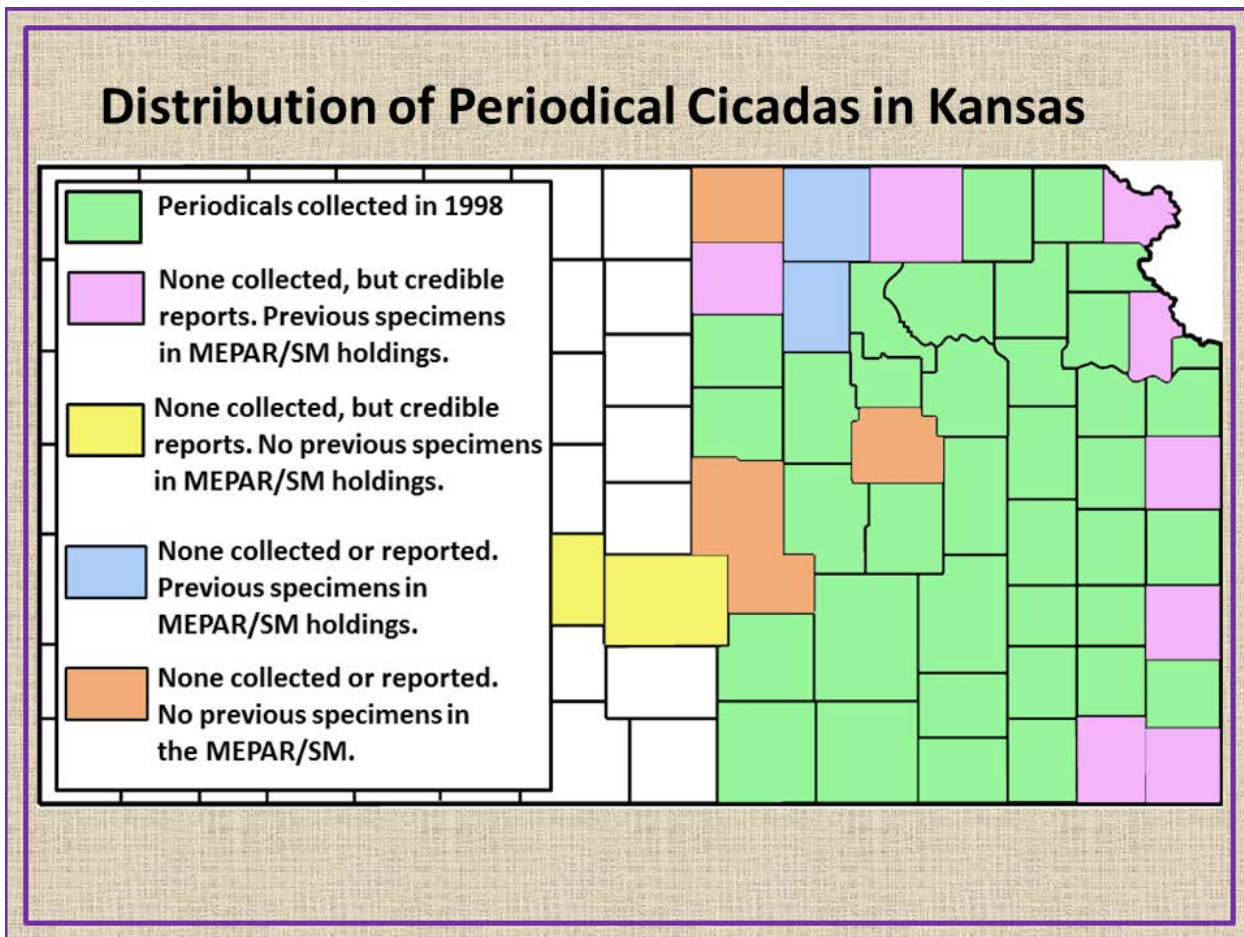 Distribution of Periodical Cicadas in Kansas
Periodicals collected in 1998
None collected, but credible
reports. Previous specimens
in MEPAR/SM holdings.
None collected, but credible
reports. No previous specimens
in MEPAR/SM holdings.
None collected or reported.
Previous specimens in
MEPAR/SM holdings.
None collected or reported.
No previous specimens in
the MEPAR/SM.